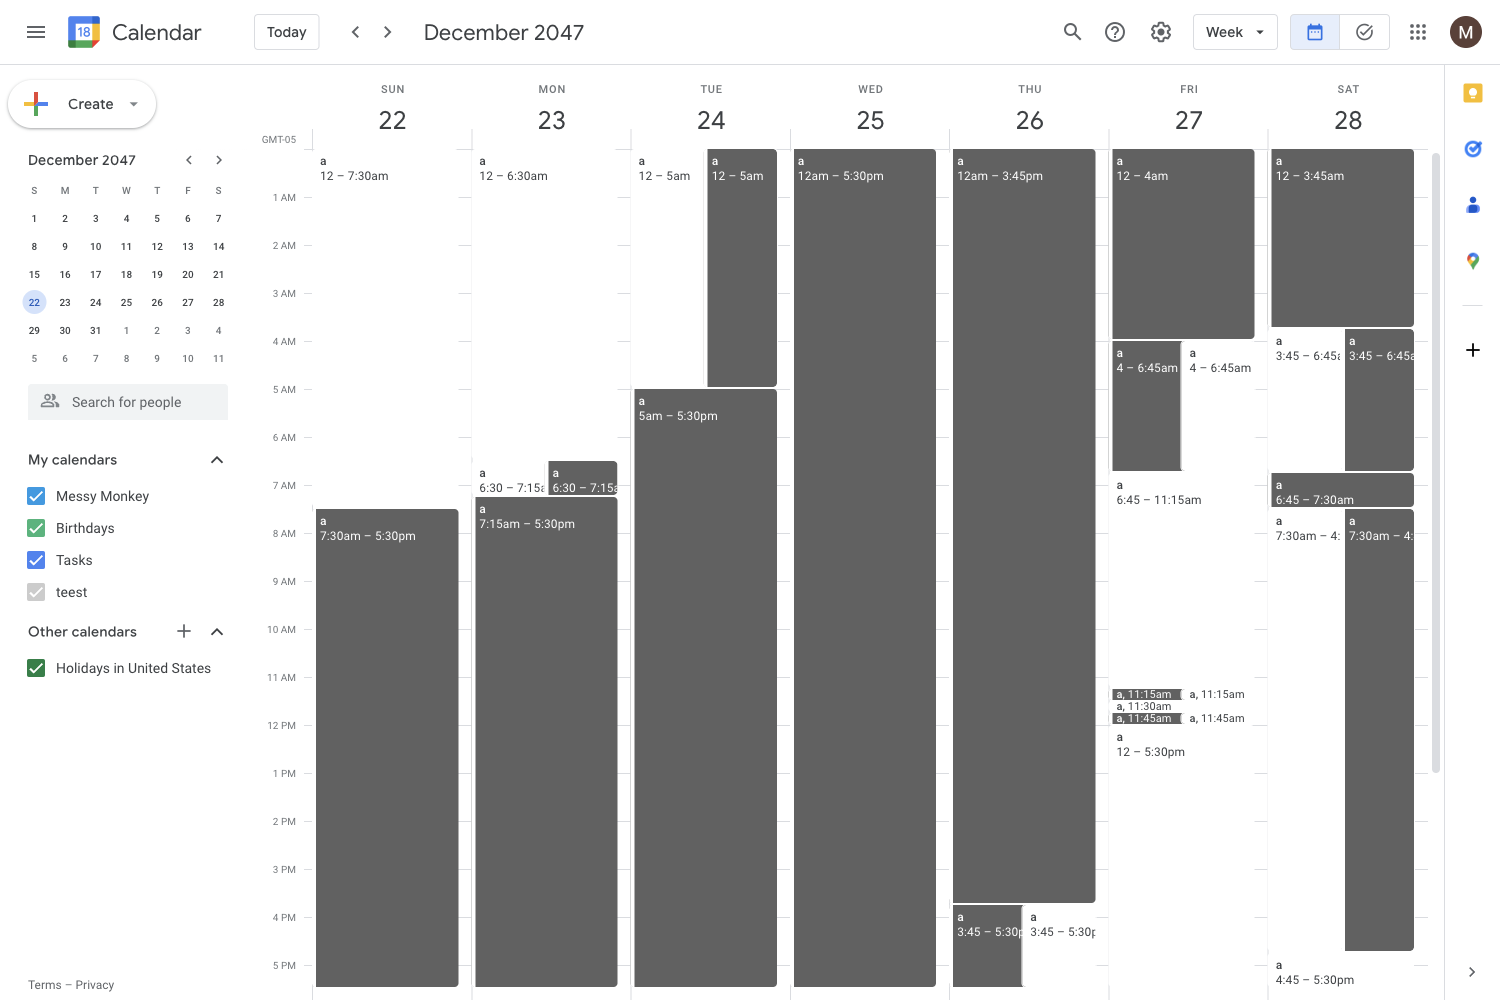 18 Calendar
Today
December 2047
Week
M
Create
December 2047
S M T W T F S
1 2 3 4 5 6 7
8 9 10 11 12 13 14
15 16 17 18 19 20 21
22 23 24 25 26 27 28
29 30 31 1 2 3 4
5 6 7 8 9 10 11
Search for people
My calendars
Messy Monkey
Birthdays
Tasks
teest
Other calendars
Holidays in United States
Terms – Privacy
SUN MON TUE WED THU FRI SAT
22 23 24 25 26 27 28
GMT-05
1 AM
2 AM
3 AM
4 AM
5 AM
6 AM
7 AM
8 AM
9 AM
10 AM
11 AM
12 PM
1 PM
2 PM
3 PM
4 PM
5 PM
a
12 – 7:30am
a
7:30am – 5:30pm
a
12 – 6:30am
a
6:30 – 7:15a
a
6:30 – 7:15a
a
7:15am – 5:30pm
a
12 – 5am
a
12 – 5am
a
5am – 5:30pm
a
12am – 5:30pm
a
12am – 3:45pm
a
3:45 – 5:30p
a
3:45 – 5:30p
a
12 – 4am
a
4 – 6:45am
a
4 – 6:45am
a
6:45 – 11:15am
a, 11:15am
a, 11:15am
a, 11:30am
a, 11:45am
a, 11:45am
a
12 – 5:30pm
a
12 – 3:45am
a
3:45 – 6:45a
a
3:45 – 6:45a
a
6:45 – 7:30am
a
7:30am – 4:
a
7:30am – 4:
a
4:45 – 5:30pm